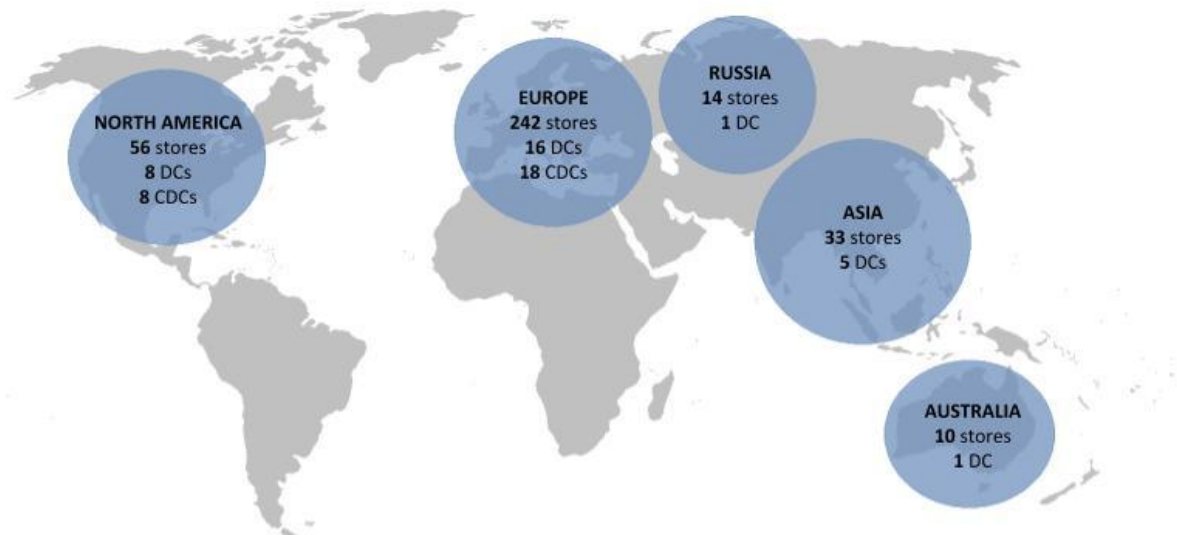 NORTH AMERICA
56 stores
8 DCs
8 CDCs
EUROPE
242 stores
16 DCs
18 CDCs
RUSSIA
14 stores
1 DC
ASIA
33 stores
5 DCs
AUSTRALIA
10 stores
1 DC